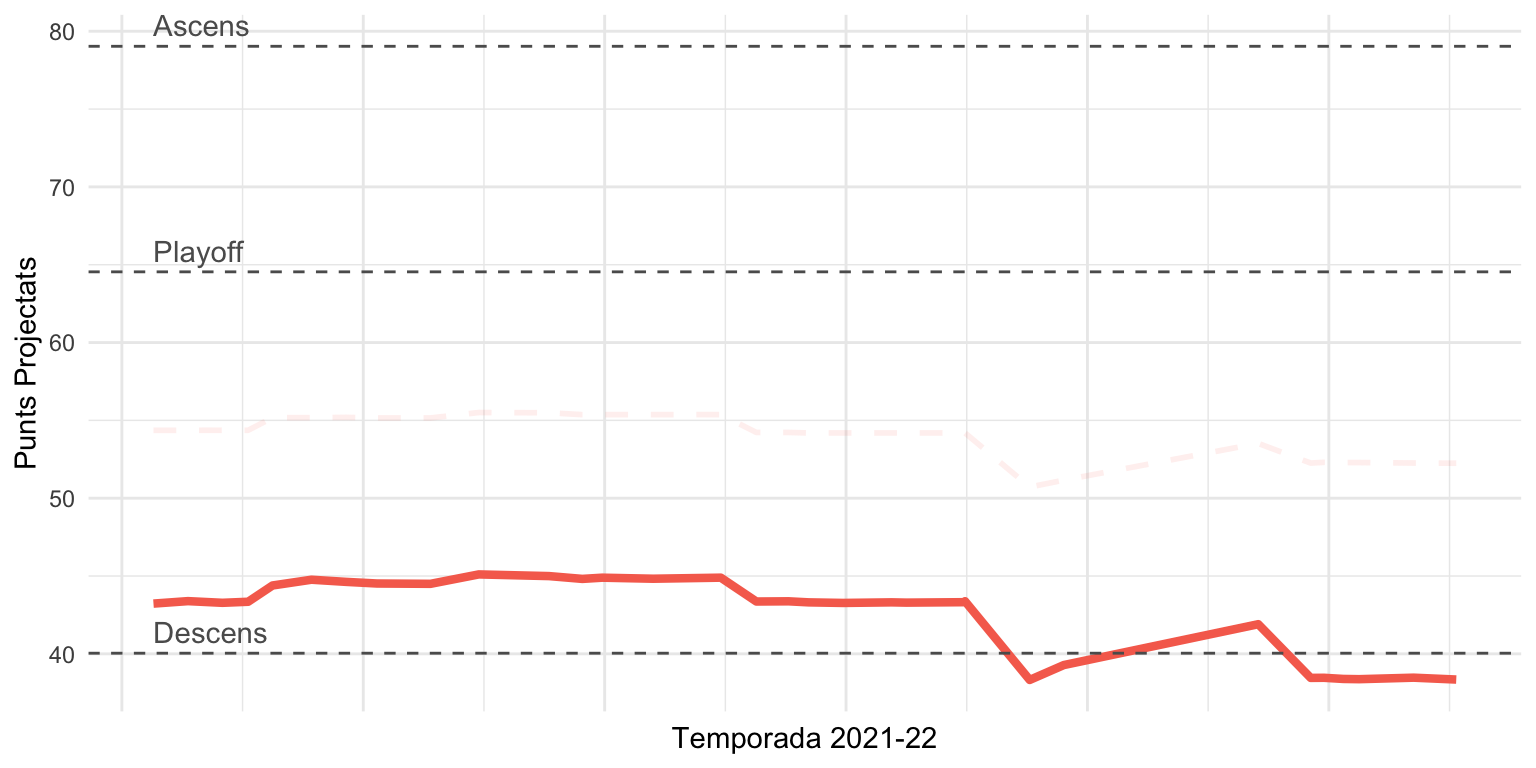 Ascens
80
70
Playoff
60
Punts Projectats
50
Descens
40
Temporada 2021-22